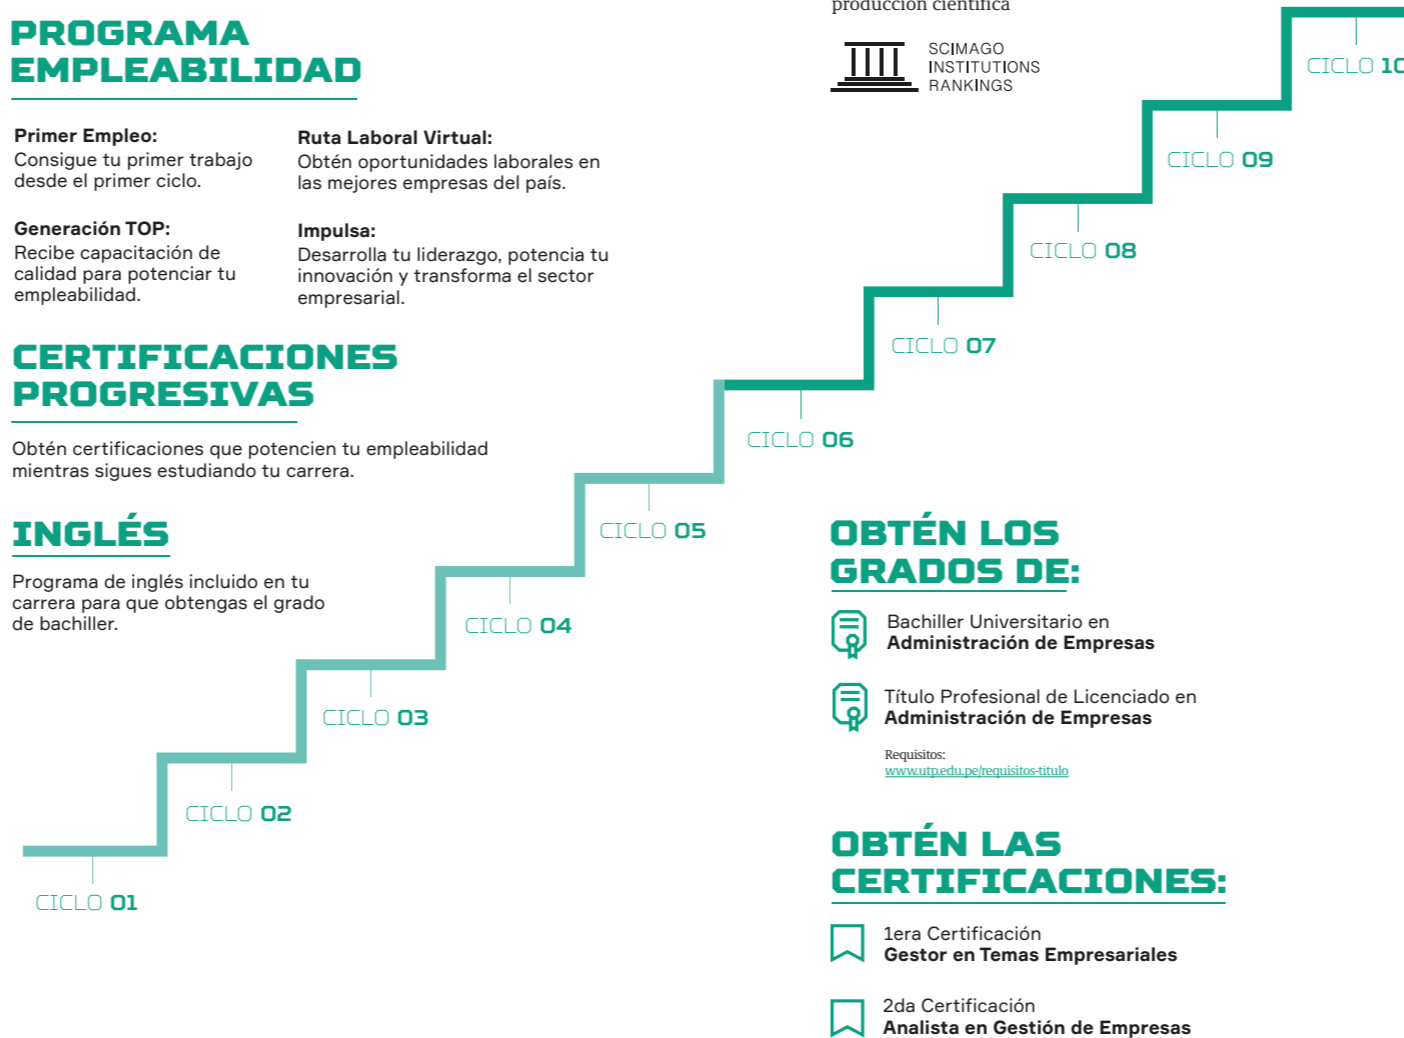 PROGRAMA
EMPLEABILIDAD
Primer Empleo:
Consigue tu primer trabajo
desde el primer ciclo.
Ruta Laboral Virtual:
Obtén oportunidades laborales en
las mejores empresas del país.
Generación TOP:
Recibe capacitación de
calidad para potenciar tu
empleabilidad.
Impulsa:
Desarrolla tu liderazgo, potencia tu
innovación y transforma el sector
empresarial.
CERTIFICACIONES
PROGRESIVAS
Obtén certificaciones que potencien tu empleabilidad
mientras sigues estudiando tu carrera.
INGLÉS
Programa de inglés incluido en tu
carrera para que obtengas el grado
de bachiller.
CICLO 01
CICLO 02
CICLO 03
CICLO 04
CICLO 05
CICLO 06
CICLO 07
CICLO 08
CICLO 09
CICLO 10
producción científica
SCIMAGO
INSTITUTIONS
RANKINGS
OBTÉN LOS
GRADOS DE:
Bachiller Universitario en
Administración de Empresas
Título Profesional de Licenciado en
Administración de Empresas
Requisitos:
www.utp.edu.pe/requisitos-titulo
OBTÉN LAS
CERTIFICACIONES:
1era Certificación
Gestor en Temas Empresariales
2da Certificación
Analista en Gestión de Empresas